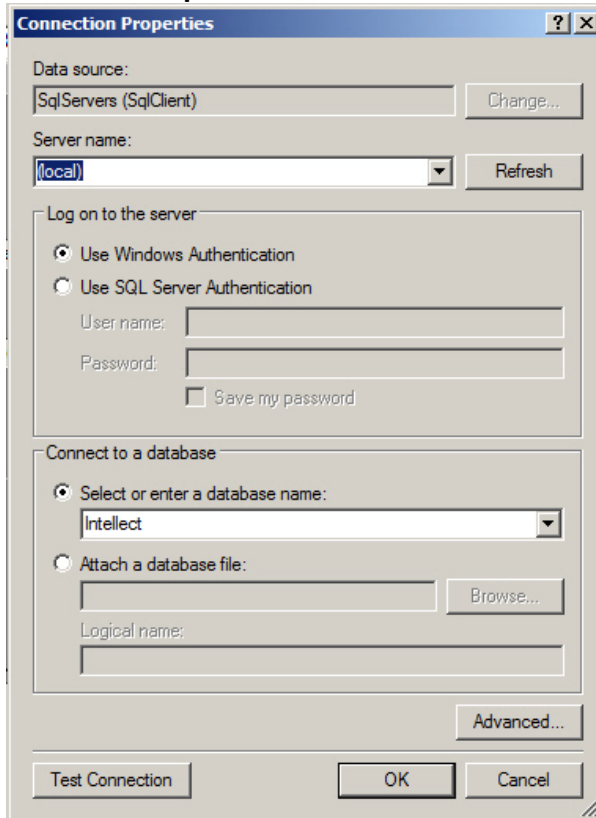 Connection Properties
Data source:
SqlServers (SqlClient)
Change...
Server name:
(local)
Refresh
Log on to the server
Use Windows Authentication
Use SQL Server Authentication
User name:
Password:
Save my password
Connect to a database
Select or enter a database name:
Intellect
Attach a database file:
Browse...
Logical name:
Advanced...
Test Connection
OK
Cancel